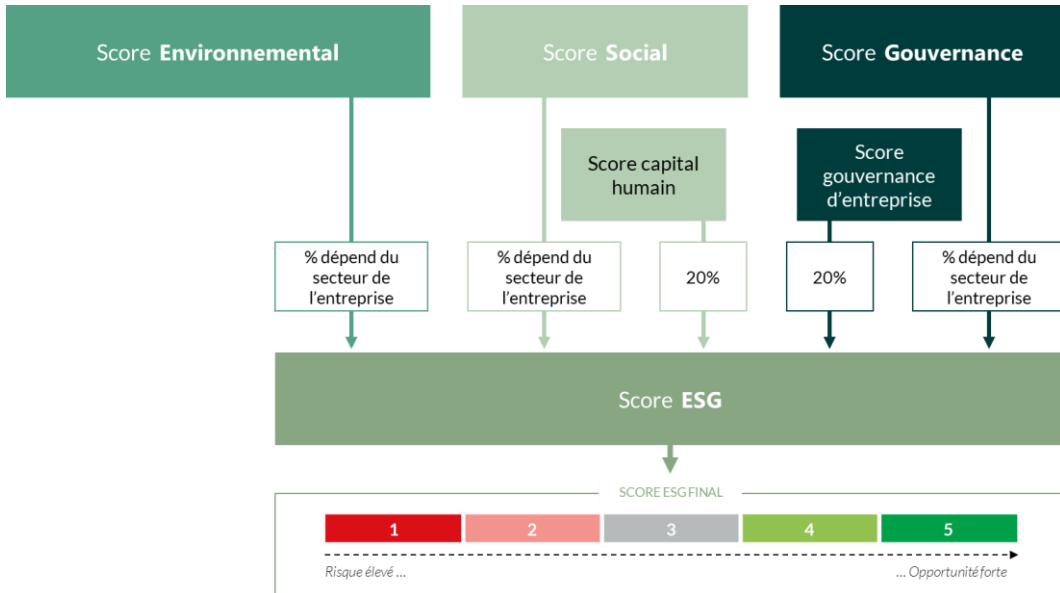 Score Environnemental
Score Social
Score Gouvernance
Score capital
humain
Score
gouvernance
d'entreprise
% dépend du
secteur de
l'entreprise
% dépend du
secteur de
l'entreprise
20%
20%
% dépend du
secteur de
l'entreprise
Score ESG
SCORE ESG FINAL
1
2
3
4
5
Risque élevé ...
... Opportunité forte